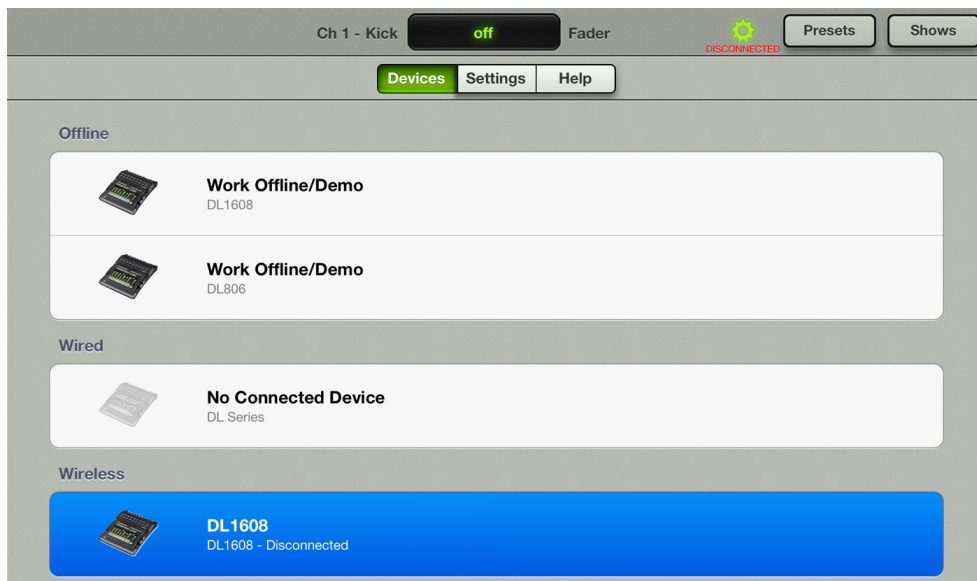 Ch 1 - Kick off Fader DISCONNECTED Presets Shows
Devices Settings Help
Offline
Work Offline/Demo
DL1608
Work Offline/Demo
DL806
Wired
No Connected Device
DL Series
Wireless
DL1608
DL1608 - Disconnected